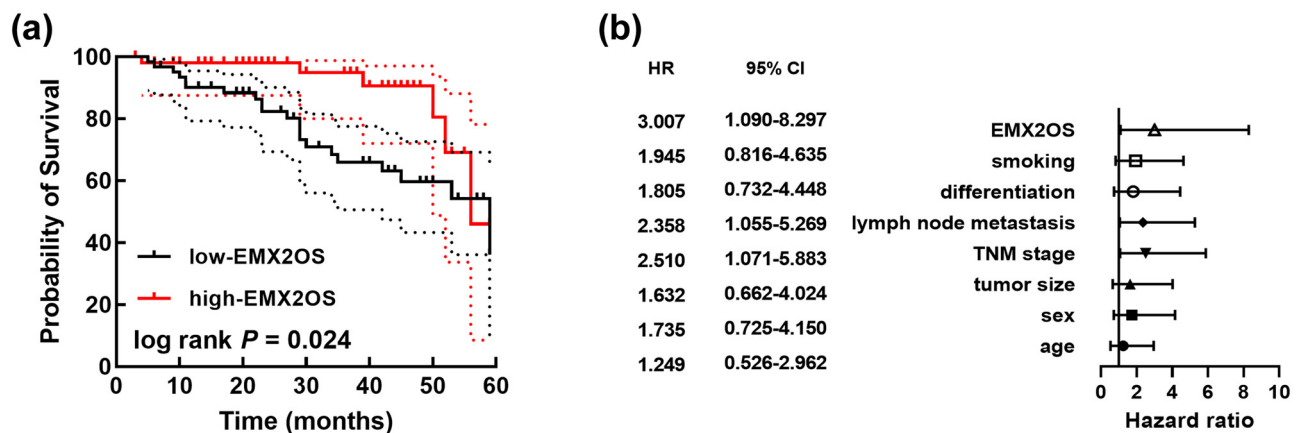 (a)
Probability of Survival
100
80
60
40
20
0
low-EMX2OS
high-EMX2OS
log rank P = 0.024
0 10 20 30 40 50 60
Time (months)
(b)
HR 95% CI
3.007 1.090-8.297 EMX2OS
1.945 0.816-4.635 smoking
1.805 0.732-4.448 differentiation
2.358 1.055-5.269 lymph node metastasis
2.510 1.071-5.883 TNM stage
1.632 0.662-4.024 tumor size
1.735 0.725-4.150 sex
1.249 0.526-2.962 age
0 2 4 6 8 10
Hazard ratio